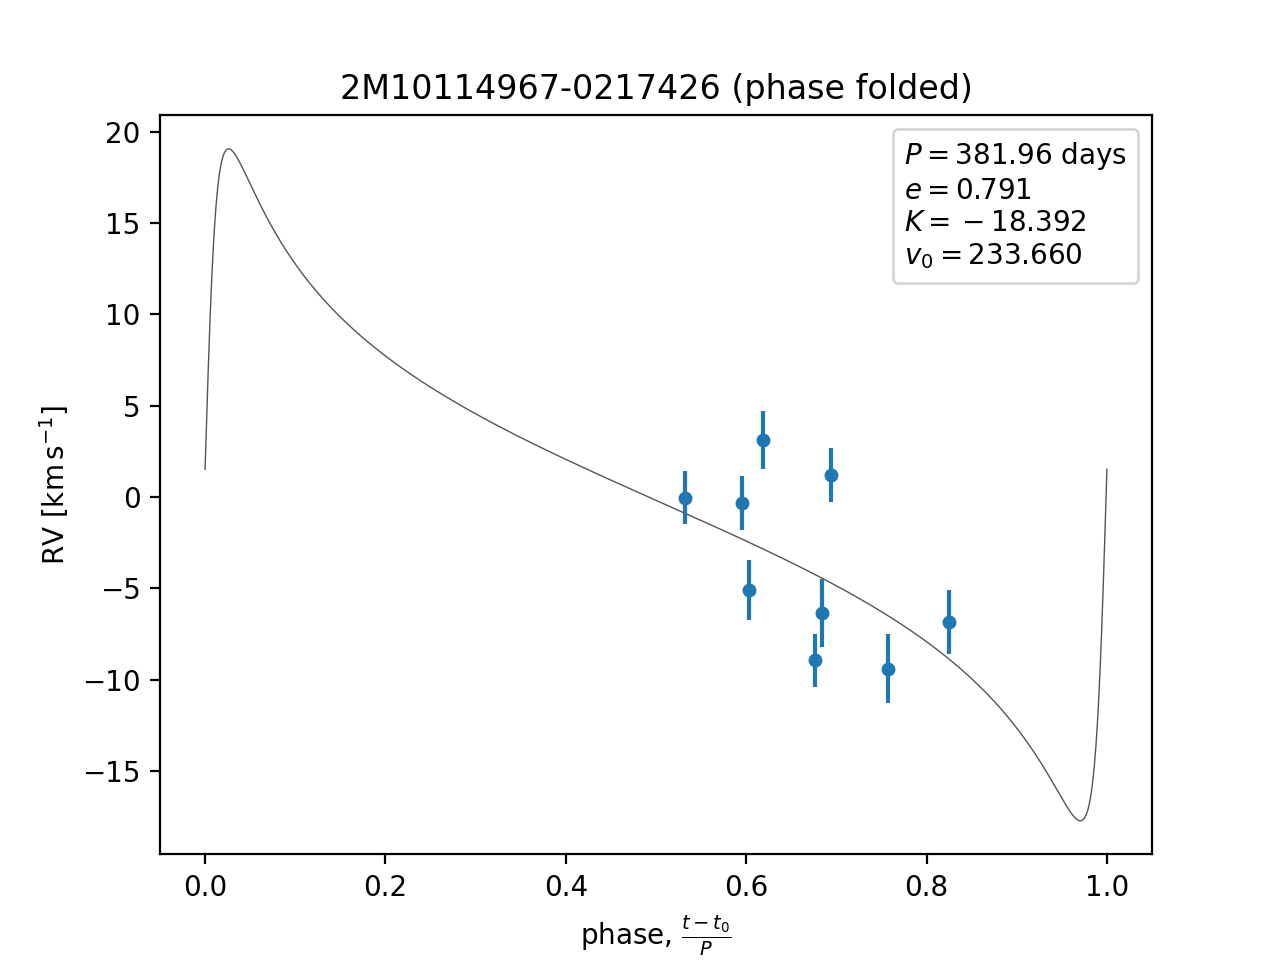 2M10114967-0217426 (phase folded)
P = 381.96 days
e = 0.791
K = −18.392
v₀ = 233.660
RV [km s⁻¹]
20
15
10
5
0
−5
−10
−15
0.0 0.2 0.4 0.6 0.8 1.0
phase, (t − t₀)/P